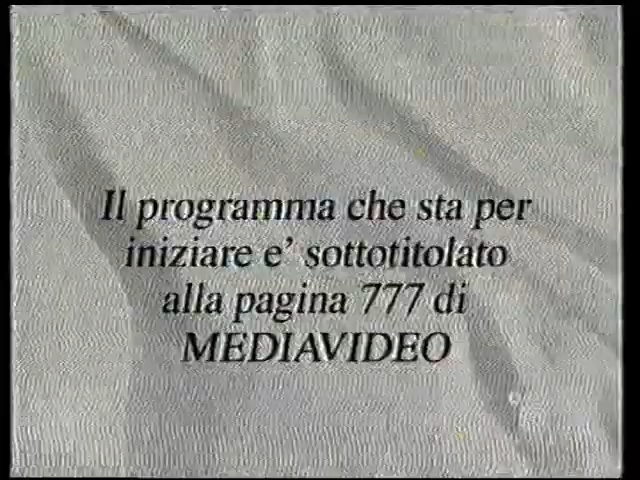 Il programma che sta per
iniziare e' sottotitolato
alla pagina 777 di
MEDIAVIDEO